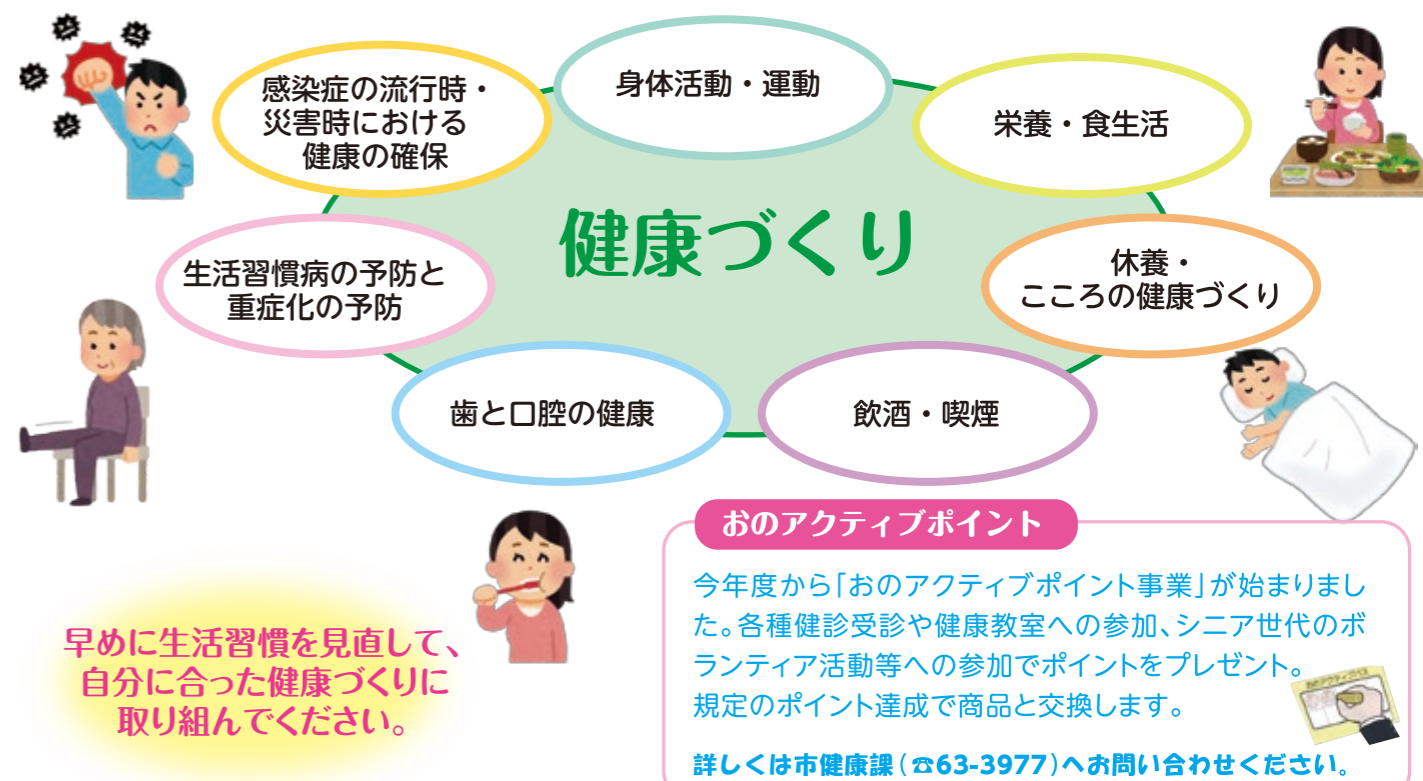 感染症の流行時・
災害時における
健康の確保
身体活動・運動
栄養・食生活
健康づくり
生活習慣病の予防と
重症化の予防
休養・
こころの健康づくり
歯と口腔の健康
飲酒・喫煙
早めに生活習慣を見直して、
自分に合った健康づくりに
取り組んでください。
おのアクティブポイント
今年度から「おのアクティブポイント事業」が始まりまし
た。各種健診受診や健康教室への参加、シニア世代のボ
ランティア活動等への参加でポイントをプレゼント。
規定のポイント達成で商品と交換します。
詳しくは市健康課(☎63-3977)へお問い合わせください。